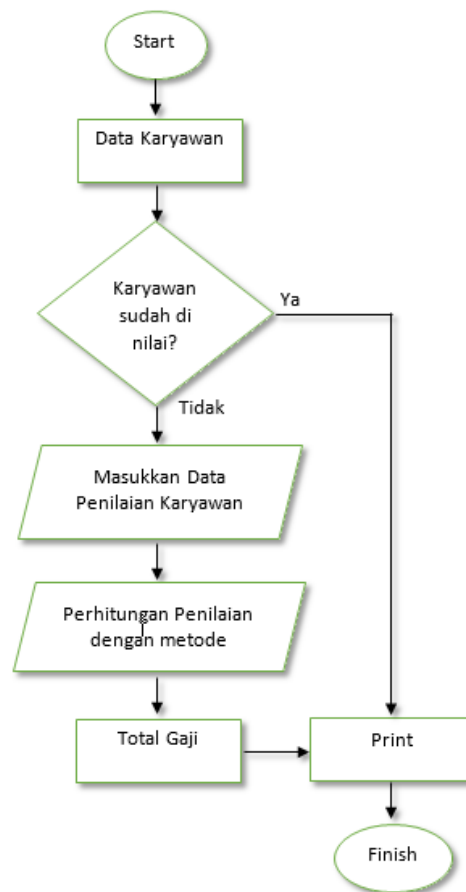 Start
Data Karyawan
Karyawan
sudah di
nilai?
Ya
Tidak
Masukkan Data
Penilaian Karyawan
Perhitungan Penilaian
dengan metode
Total Gaji
Print
Finish